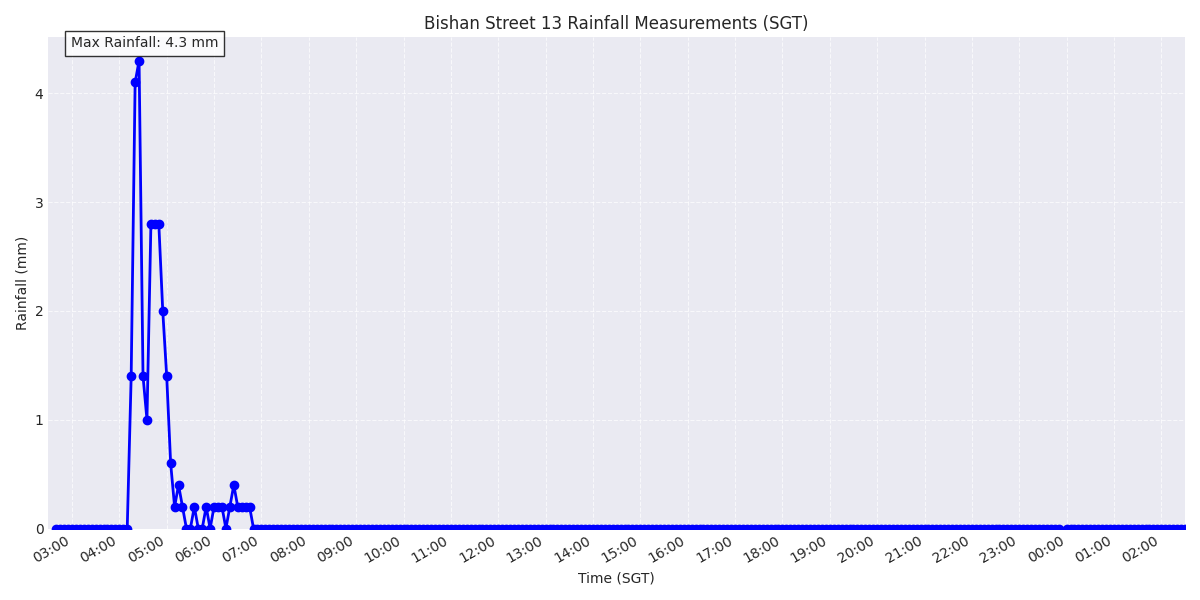 Bishan Street 13 Rainfall Measurements (SGT)
Max Rainfall: 4.3 mm
Rainfall (mm)
4
3
2
1
0
03:00 04:00 05:00 06:00 07:00 08:00 09:00 10:00 11:00 12:00 13:00 14:00 15:00 16:00 17:00 18:00 19:00 20:00 21:00 22:00 23:00 00:00 01:00 02:00
Time (SGT)